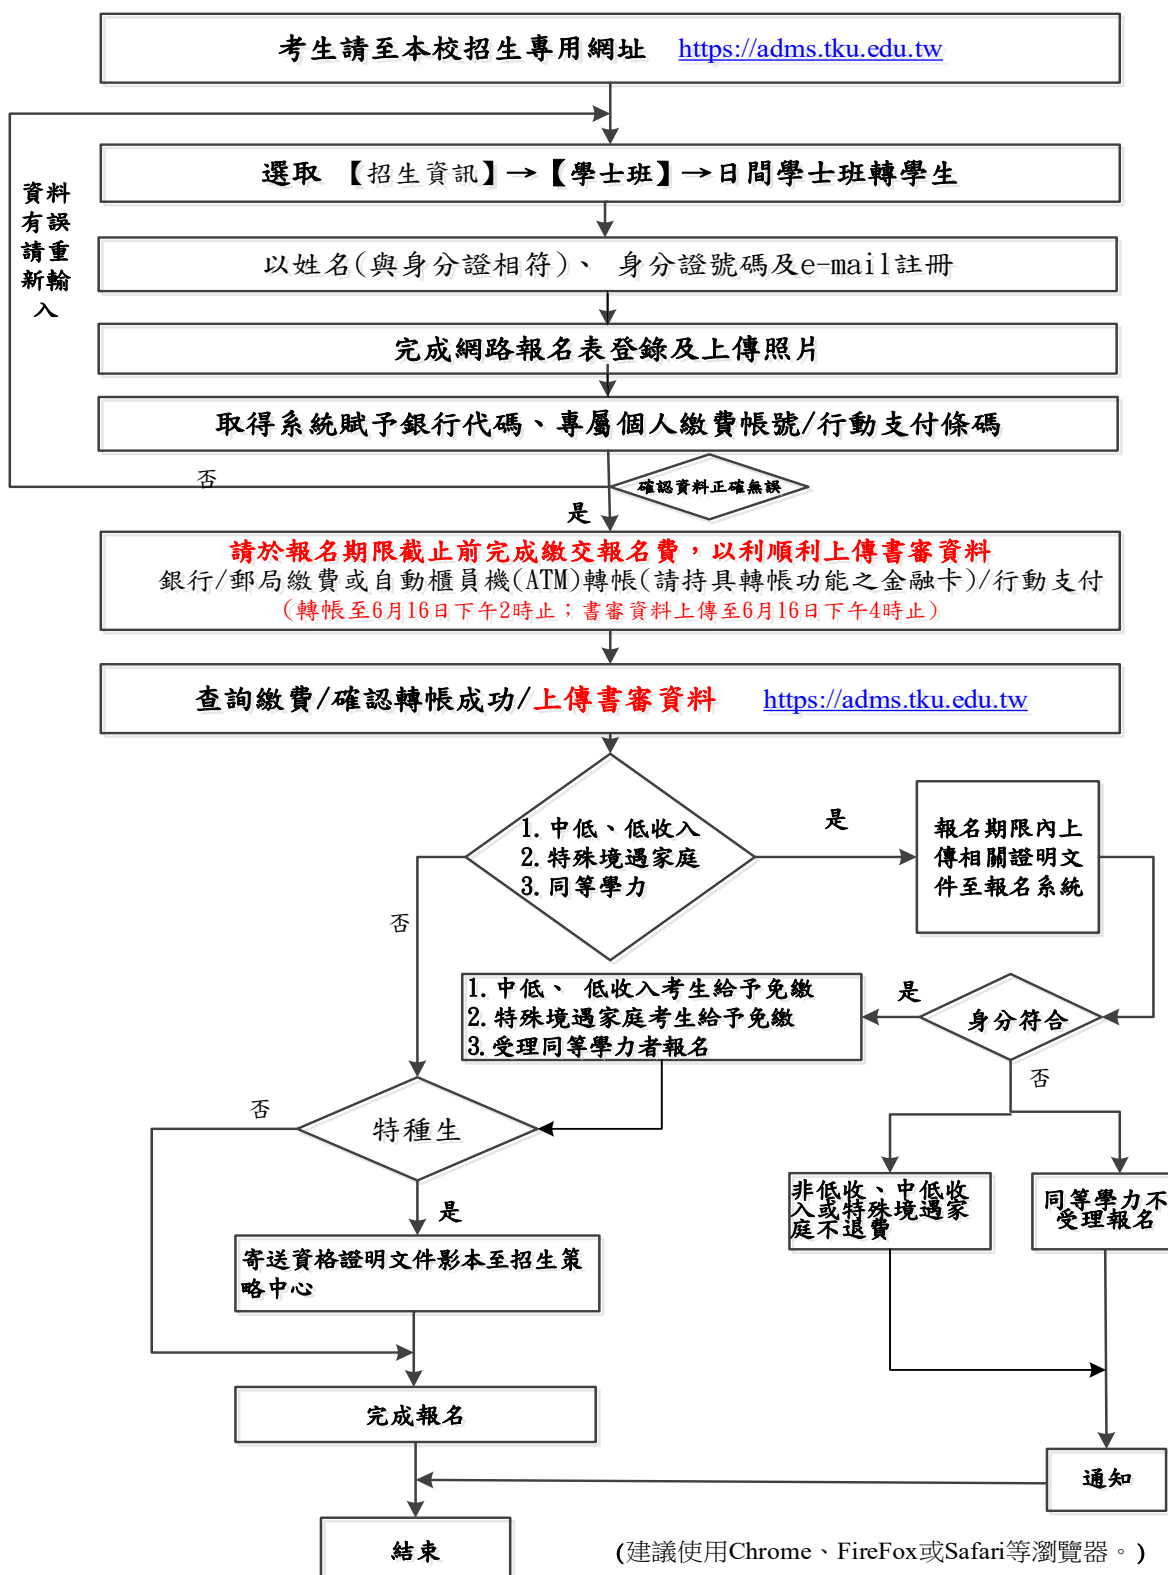 考生請至本校招生專用網址 https://adms.tku.edu.tw
選取 【招生資訊】→【學士班】→日間學士班轉學生
資料
有誤
請重
新輸
入
以姓名(與身分證相符)、 身分證號碼及e-mail註冊
完成網路報名表登錄及上傳照片
取得系統賦予銀行代碼、專屬個人繳費帳號/行動支付條碼
否
確認資料正確無誤
是
請於報名期限截止前完成繳交報名費，以利順利上傳書審資料
銀行/郵局繳費或自動櫃員機(ATM)轉帳(請持具轉帳功能之金融卡)/行動支付
(轉帳至6月16日下午2時止；書審資料上傳至6月16日下午4時止)
查詢繳費/確認轉帳成功/上傳書審資料 https://adms.tku.edu.tw
1.中低、低收入
2.特殊境遇家庭
3.同等學力
是
報名期限內上
傳相關證明文
件至報名系統
否
1.中低、 低收入考生給予免繳
2.特殊境遇家庭考生給予免繳
3.受理同等學力者報名
是
身分符合
否
否
特種生
是
非低收、中低收
入或特殊境遇家
庭不退費
同等學力不
受理報名
寄送資格證明文件影本至招生策
略中心
完成報名
通知
結束
(建議使用Chrome、FireFox或Safari等瀏覽器。)